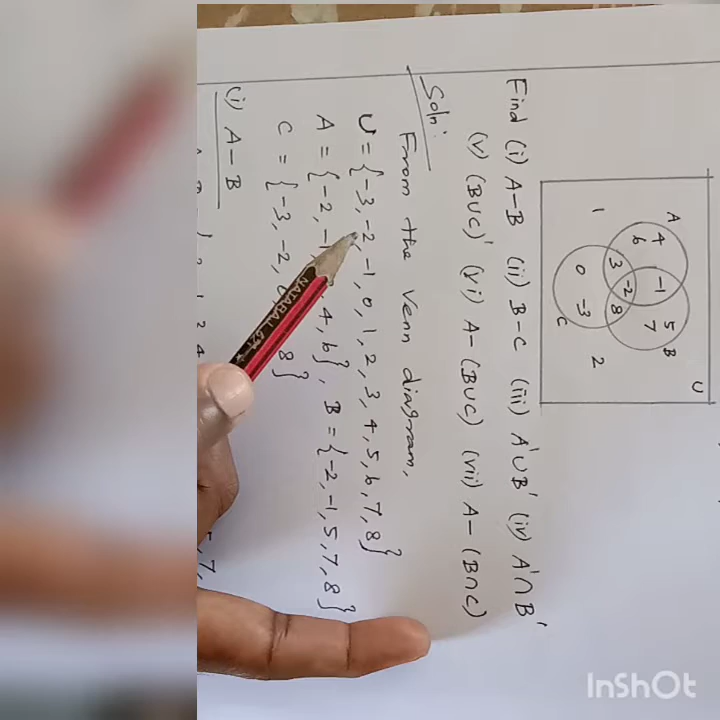 U
A
B
4
6
-1
5
7
3
-2
8
1
0
-3
C
2
Find (i) A-B (ii) B-C (iii) A'∪B' (iv) A'∩B'
(v) (B∪C)' (vi) A-(B∪C) (vii) A-(B∩C)
Soln:
From the Venn diagram,
U = {-3, -2, -1, 0, 1, 2, 3, 4, 5, 6, 7, 8}
A = {-2, -1 4, 6}, B = {-2, -1, 5, 7, 8}
C = {-3, -2, 8}
(i) A-B
NATARAJ 621
InShOt